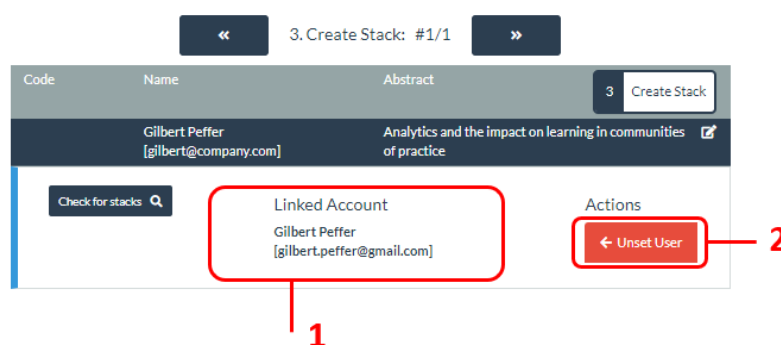 « 3. Create Stack: #1/1 »
Code Name Abstract 3 Create Stack
Gilbert Peffer Analytics and the impact on learning in communities
[gilbert@company.com] of practice
Check for stacks Linked Account Actions
Gilbert Peffer
[gilbert.peffer@gmail.com] Unset User
2
1